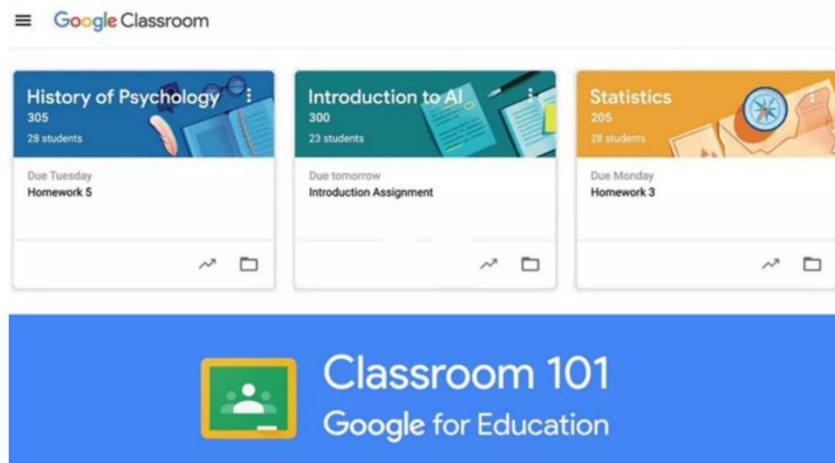 Google Classroom
History of Psychology
305
28 students
Due Tuesday
Homework 5
Introduction to AI
300
23 students
Due tomorrow
Introduction Assignment
Statistics
205
28 students
Due Monday
Homework 3
Classroom 101
Google for Education